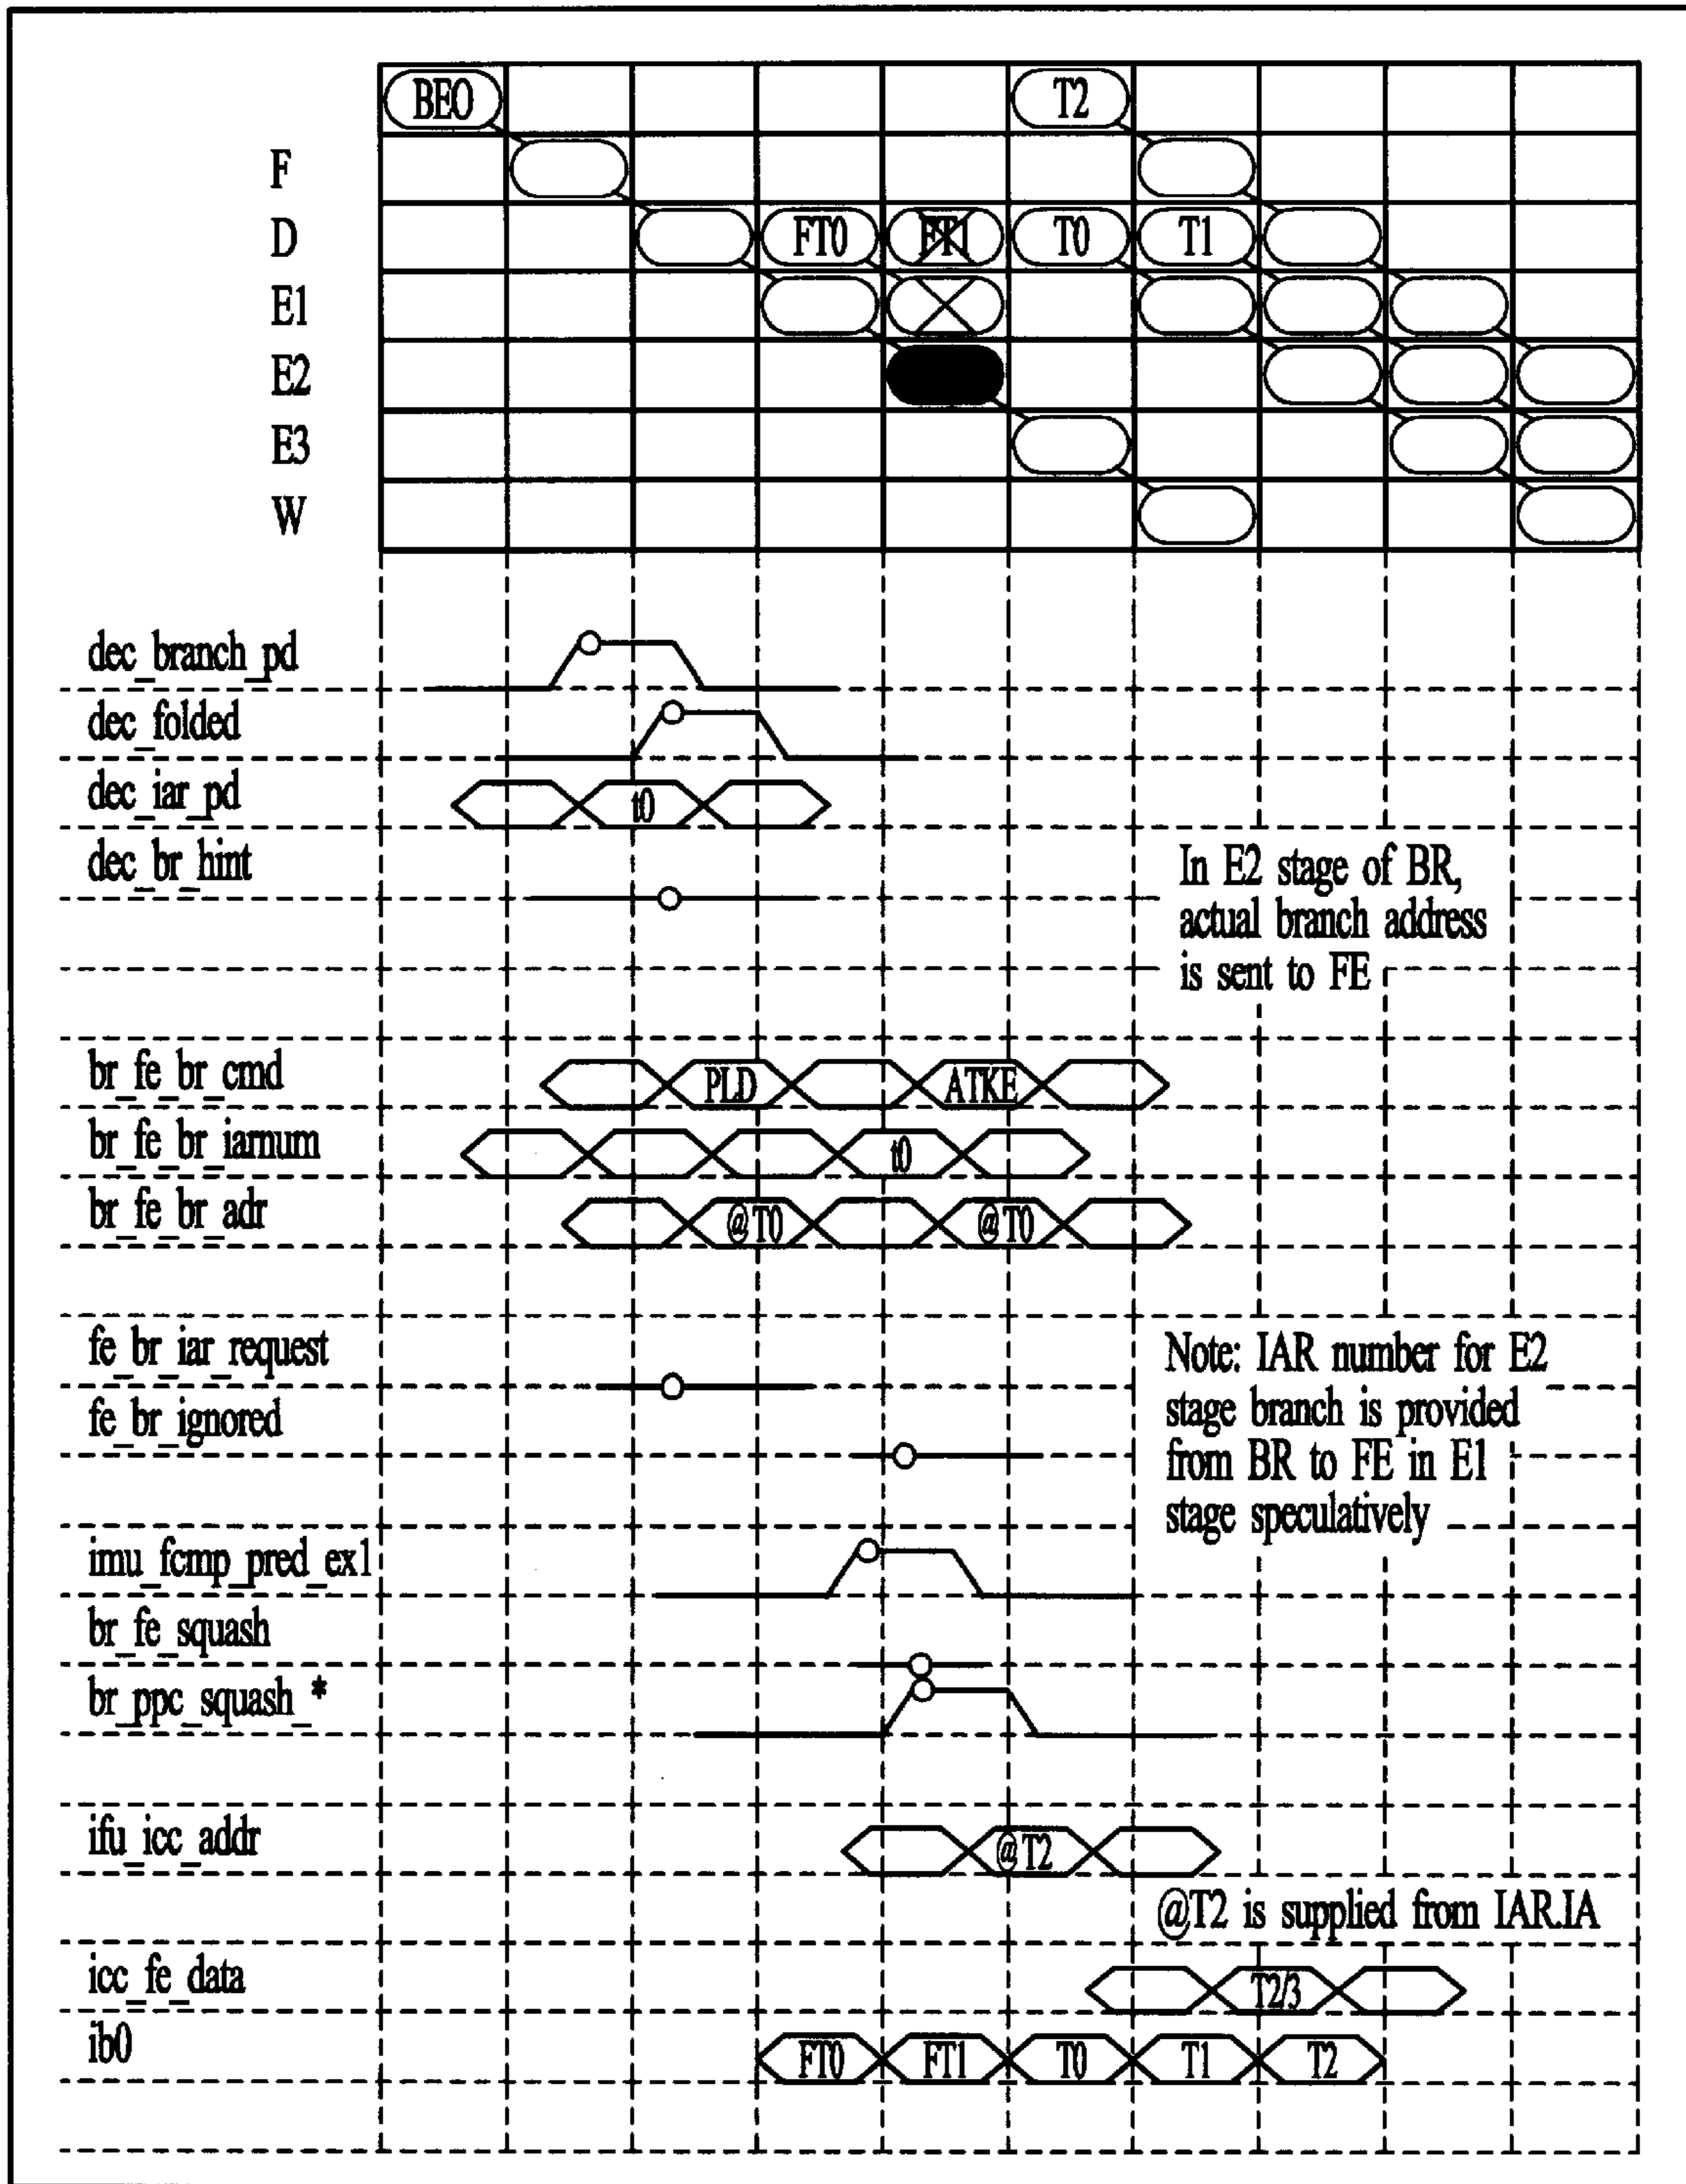 BEO T2
F
D FT0 FT1 T0 T1
E1
E2
E3
W
dec_branch_pd
dec_folded
dec_iar_pd t0
dec_br_hint
In E2 stage of BR,
actual branch address
is sent to FE
br_fe_br_cmd PLD ATKE
br_fe_br_iarnum t0
br_fe_br_adr @T0 @T0
fe_br_iar_request
fe_br_ignored
Note: IAR number for E2
stage branch is provided
from BR to FE in E1
stage speculatively
imu_fcmp_pred_ex1
br_fe_squash
br_ppc_squash_*
ifu_icc_addr @T2
@T2 is supplied from IAR.IA
icc_fe_data T2/3
ib0 FT0 FT1 T0 T1 T2